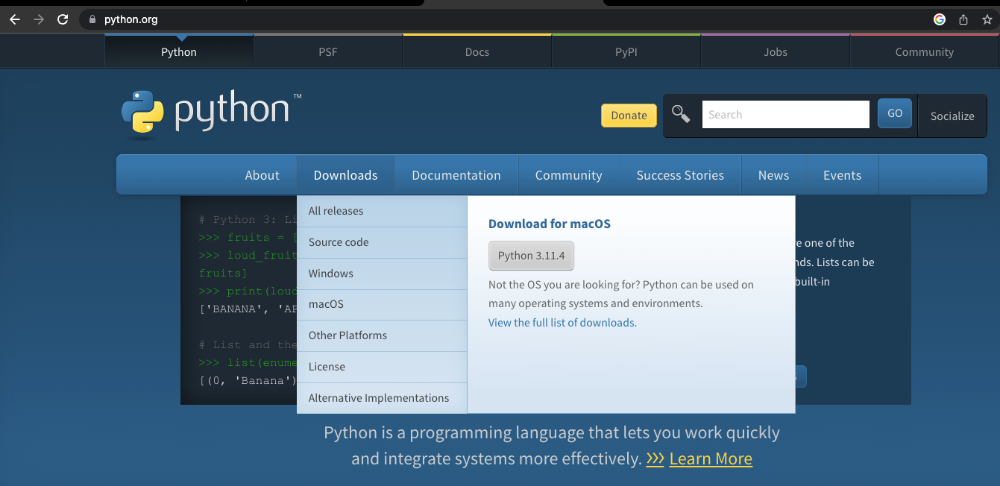 python.org
Python PSF Docs PyPI Jobs Community
python™
Donate Search GO Socialize
About Downloads Documentation Community Success Stories News Events
All releases
Source code
Windows
macOS
Other Platforms
License
Alternative Implementations
Download for macOS
Python 3.11.4
Not the OS you are looking for? Python can be used on
many operating systems and environments.
View the full list of downloads.
# Python 3: Li
>>> fruits = [
>>> loud_fruit
fruits]
>>> print(loud
['BANANA', 'AP
# List and the
>>> list(enume
[(0, 'Banana')
e one of the
nds. Lists can be
built-in
Python is a programming language that lets you work quickly
and integrate systems more effectively. >>> Learn More